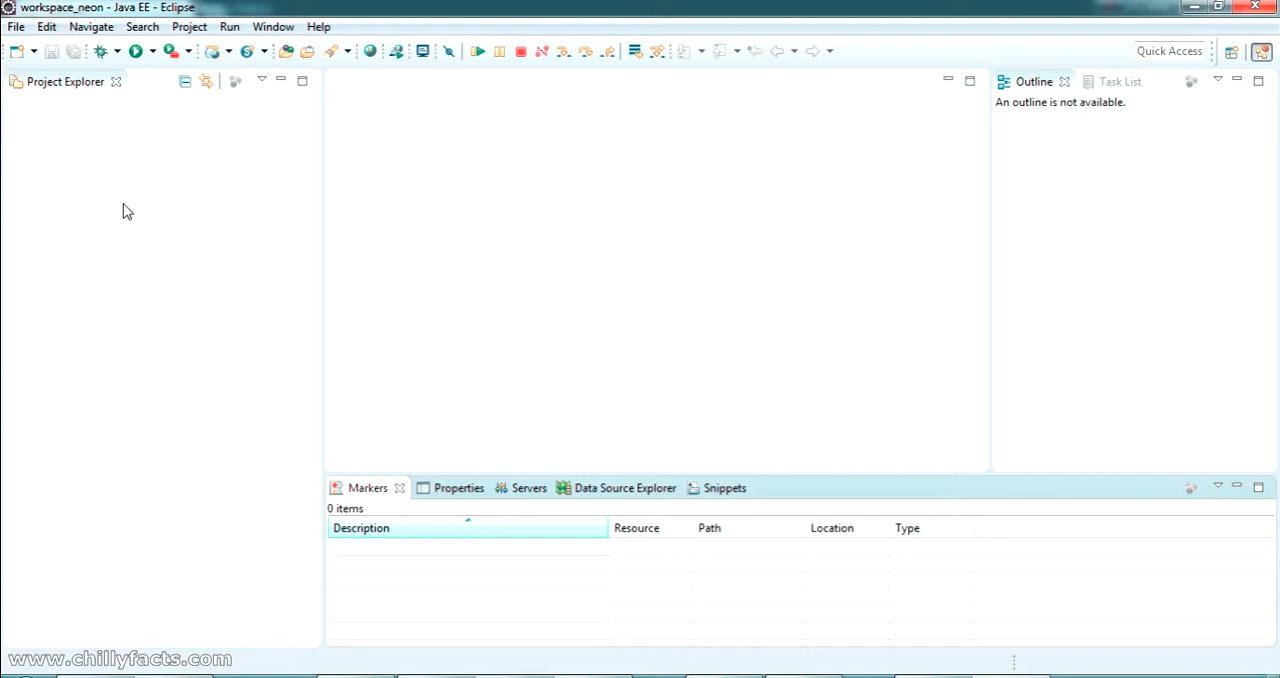 workspace_neon - Java EE - Eclipse
File Edit Navigate Search Project Run Window Help
Quick Access
Project Explorer
Outline Task List
An outline is not available.
Markers Properties Servers Data Source Explorer Snippets
0 items
Description Resource Path Location Type
www.chillyfacts.com